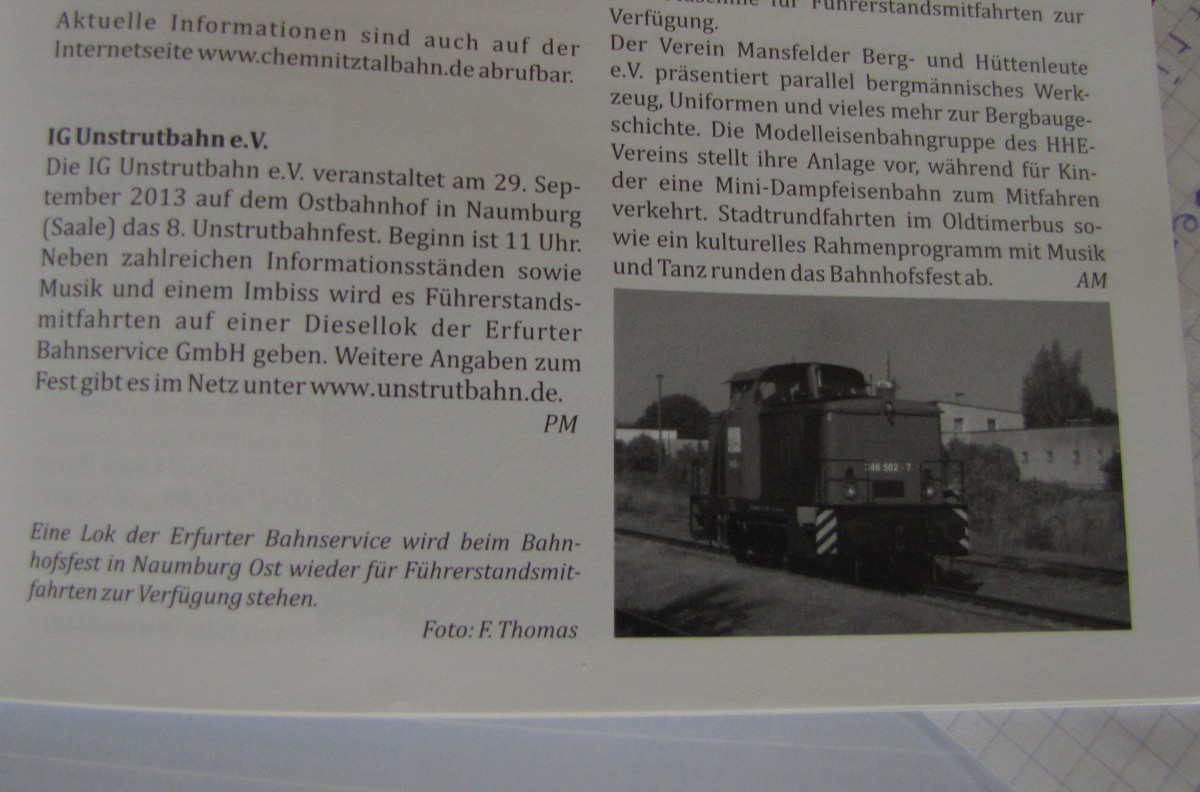 Aktuelle Informationen sind auch auf der
Internetseite www.chemnitztalbahn.de abrufbar.
IG Unstrutbahn e.V.
Die IG Unstrutbahn e.V. veranstaltet am 29. Sep-
tember 2013 auf dem Ostbahnhof in Naumburg
(Saale) das 8. Unstrutbahnfest. Beginn ist 11 Uhr.
Neben zahlreichen Informationsständen sowie
Musik und einem Imbiss wird es Führerstands-
mitfahrten auf einer Diesellok der Erfurter
Bahnservice GmbH geben. Weitere Angaben zum
Fest gibt es im Netz unter www.unstrutbahn.de.
PM
Eine Lok der Erfurter Bahnservice wird beim Bahn-
hofsfest in Naumburg Ost wieder für Führerstandsmit-
fahrten zur Verfügung stehen.
Foto: F. Thomas
für Führerstandsmitfahrten zur
Verfügung.
Der Verein Mansfelder Berg- und Hüttenleute
e.V. präsentiert parallel bergmännisches Werk-
zeug, Uniformen und vieles mehr zur Bergbauge-
schichte. Die Modelleisenbahngruppe des HHE-
Vereins stellt ihre Anlage vor, während für Kin-
der eine Mini-Dampfeisenbahn zum Mitfahren
verkehrt. Stadtrundfahrten im Oldtimerbus so-
wie ein kulturelles Rahmenprogramm mit Musik
und Tanz runden das Bahnhofsfest ab. AM
346 502 - 7